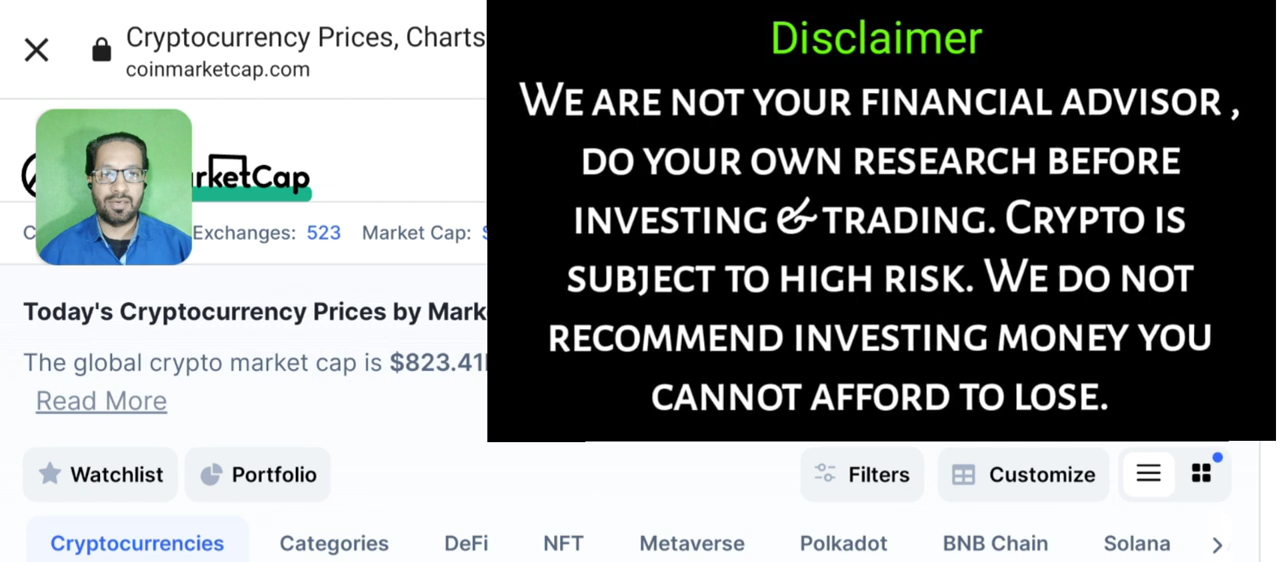 Cryptocurrency Prices, Charts
coinmarketcap.com
rketCap
Exchanges: 523 Market Cap:
Today's Cryptocurrency Prices by Mark
The global crypto market cap is $823.41
Read More
Disclaimer
We are not your financial advisor ,
do your own research before
investing & trading. Crypto is
subject to high risk. We do not
recommend investing money you
cannot afford to lose.
Watchlist Portfolio Filters Customize
Cryptocurrencies Categories DeFi NFT Metaverse Polkadot BNB Chain Solana